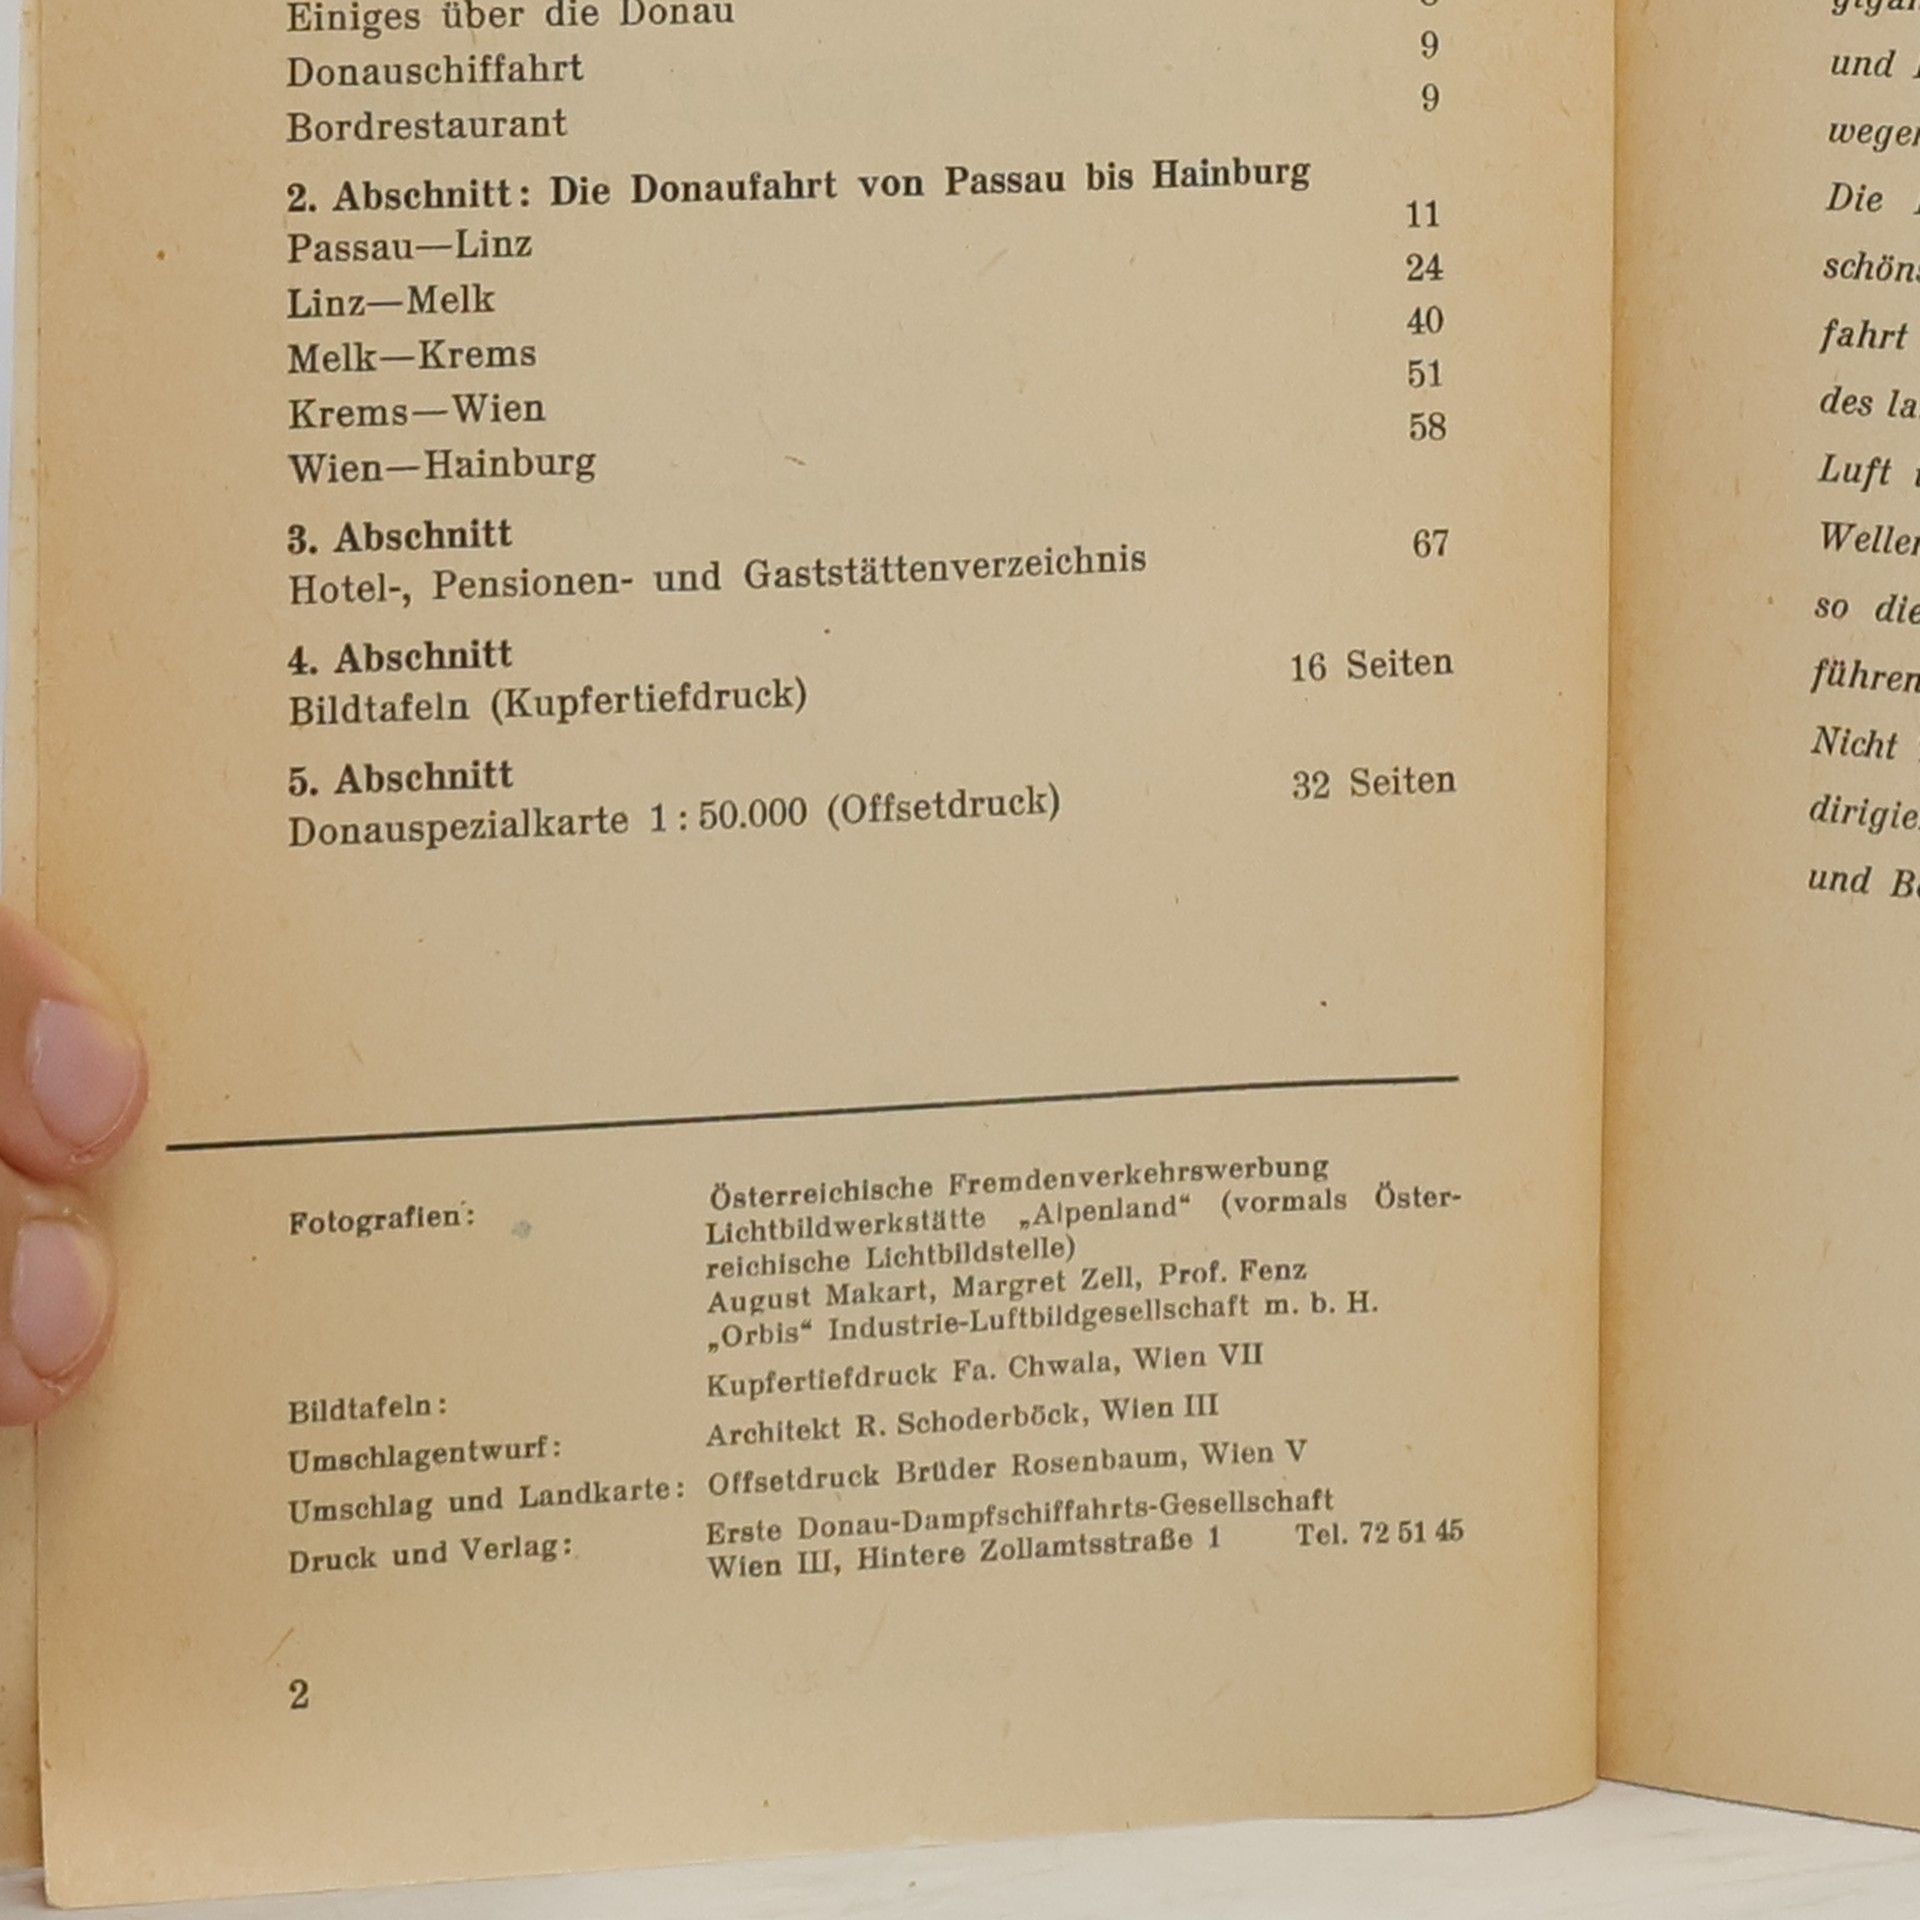 Einiges über die Donau
Donauschiffahrt 9
Bordrestaurant 9
2. Abschnitt: Die Donaufahrt von Passau bis Hainburg
Passau—Linz 11
Linz—Melk 24
Melk—Krems 40
Krems—Wien 51
Wien—Hainburg 58
3. Abschnitt
Hotel-, Pensionen- und Gaststättenverzeichnis 67
4. Abschnitt
Bildtafeln (Kupfertiefdruck) 16 Seiten
5. Abschnitt
Donauspezialkarte 1 : 50.000 (Offsetdruck) 32 Seiten
Fotografien: Österreichische Fremdenverkehrswerbung
Lichtbildwerkstätte „Alpenland“ (vormals Öster-
reichische Lichtbildstelle)
August Makart, Margret Zell, Prof. Fenz
„Orbis“ Industrie-Luftbildgesellschaft m. b. H.
Bildtafeln: Kupfertiefdruck Fa. Chwala, Wien VII
Umschlagentwurf: Architekt R. Schoderböck, Wien III
Umschlag und Landkarte: Offsetdruck Brüder Rosenbaum, Wien V
Druck und Verlag: Erste Donau-Dampfschiffahrts-Gesellschaft
Wien III, Hintere Zollamtsstraße 1 Tel. 72 51 45
2
und
Die
schöns
fahrt
des la
Luft
so die
führen
Nicht
dirigie
und